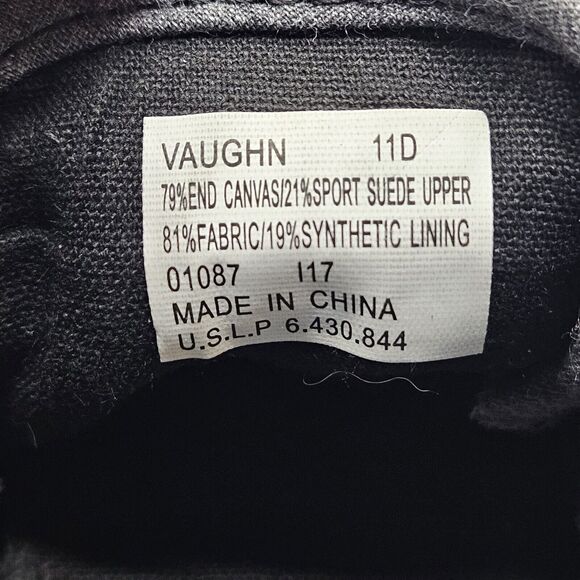 VAUGHN 11D
79%END CANVAS/21%SPORT SUEDE UPPER
81%FABRIC/19%SYNTHETIC LINING
01087 I17
MADE IN CHINA
U.S.L.P 6.430.844